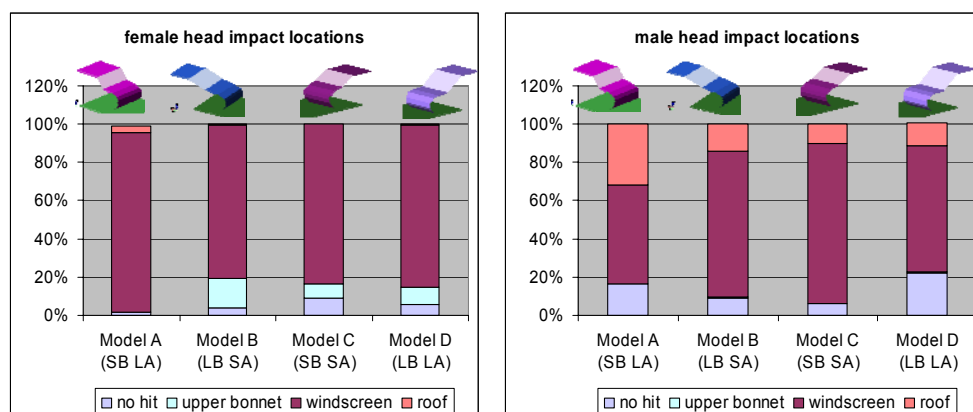 female head impact locations
120%
100%
80%
60%
40%
20%
0%
Model A
(SB LA)
Model B
(LB SA)
Model C
(SB SA)
Model D
(LB LA)
no hit upper bonnet windscreen roof
male head impact locations
120%
100%
80%
60%
40%
20%
0%
Model A
(SB LA)
Model B
(LB SA)
Model C
(SB SA)
Model D
(LB LA)
no hit upper bonnet windscreen roof